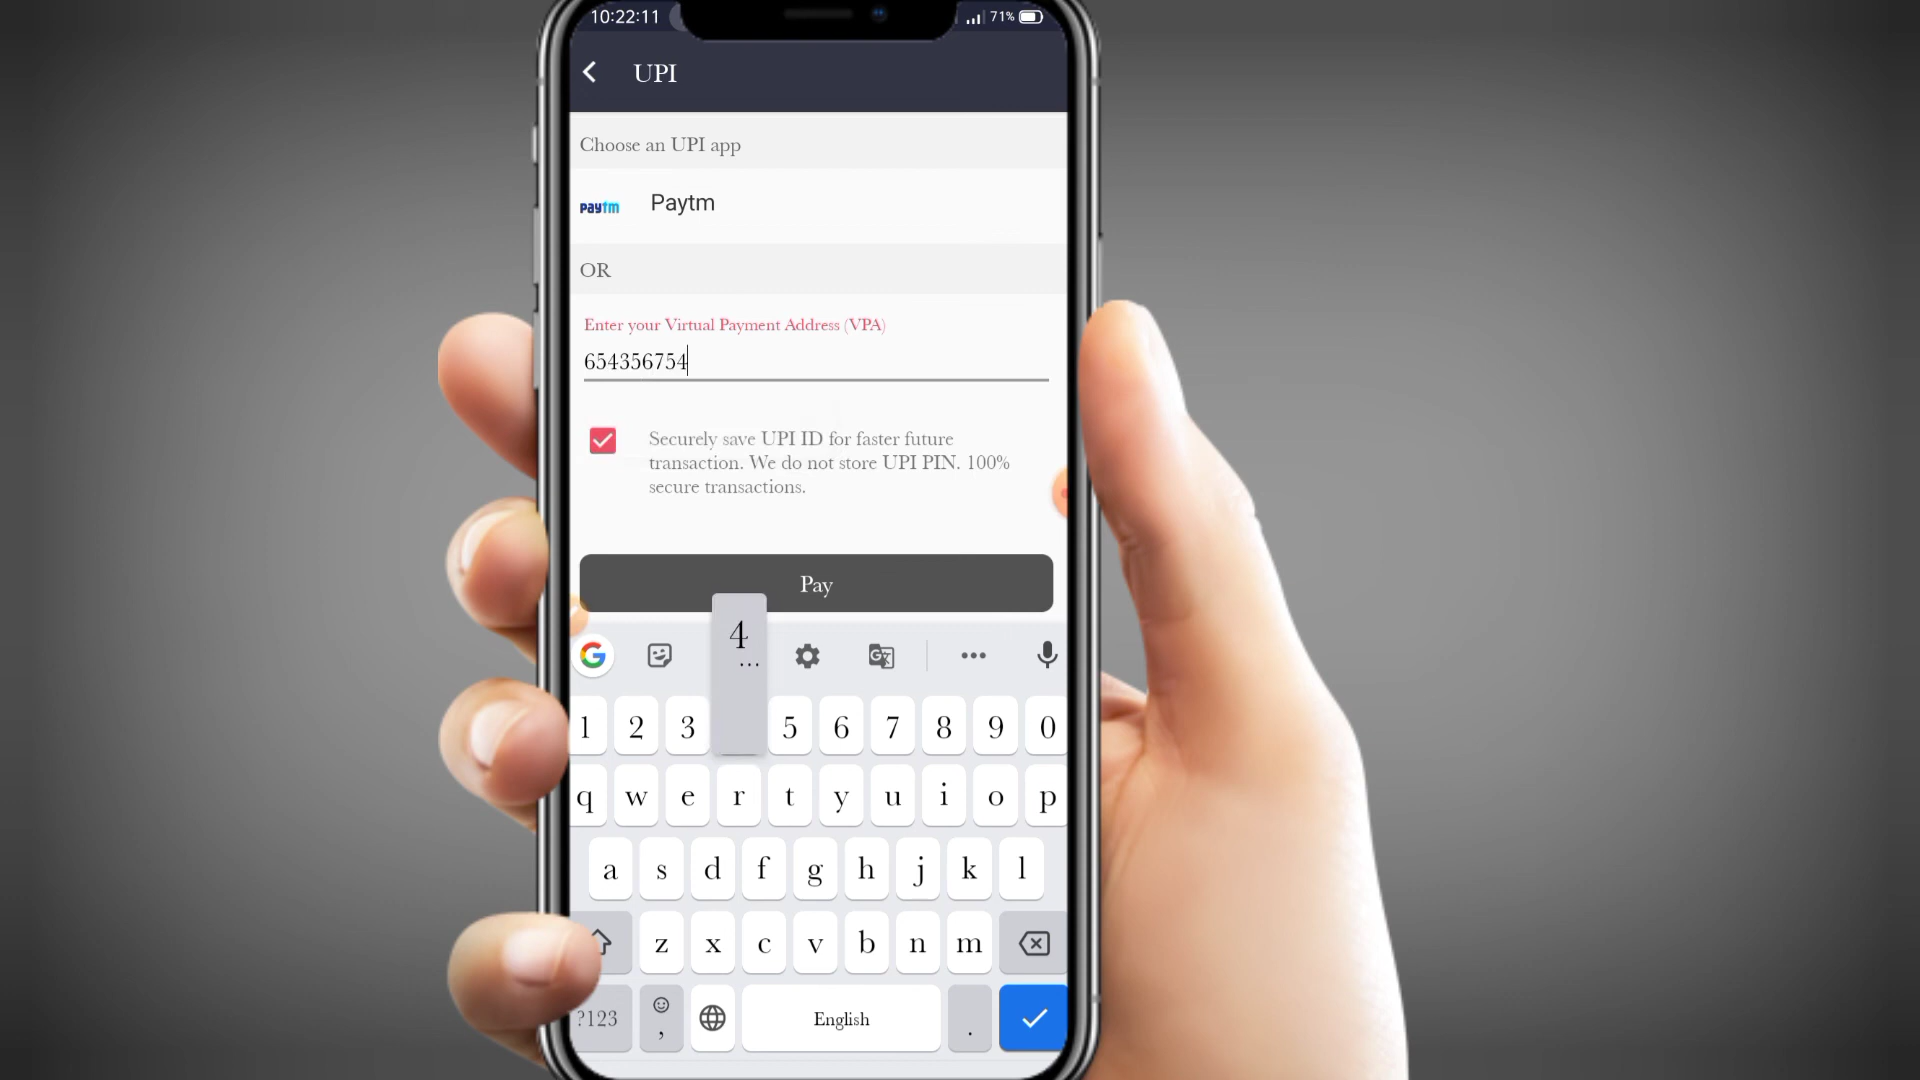 10:22:11
71%
UPI
Choose an UPI app
paytm Paytm
OR
Enter your Virtual Payment Address (VPA)
654356754
Securely save UPI ID for faster future
transaction. We do not store UPI PIN. 100%
secure transactions.
Pay
4
...
G
1 2 3 5 6 7 8 9 0
q w e r t y u i o p
a s d f g h j k l
z x c v b n m
?123 , English .